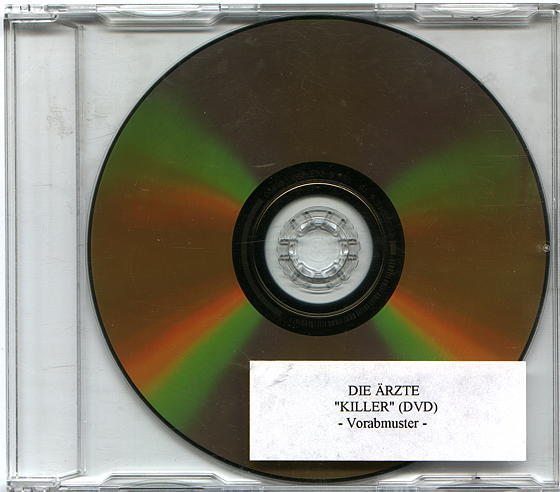 DIE ÄRZTE
"KILLER" (DVD)
- Vorabmuster -